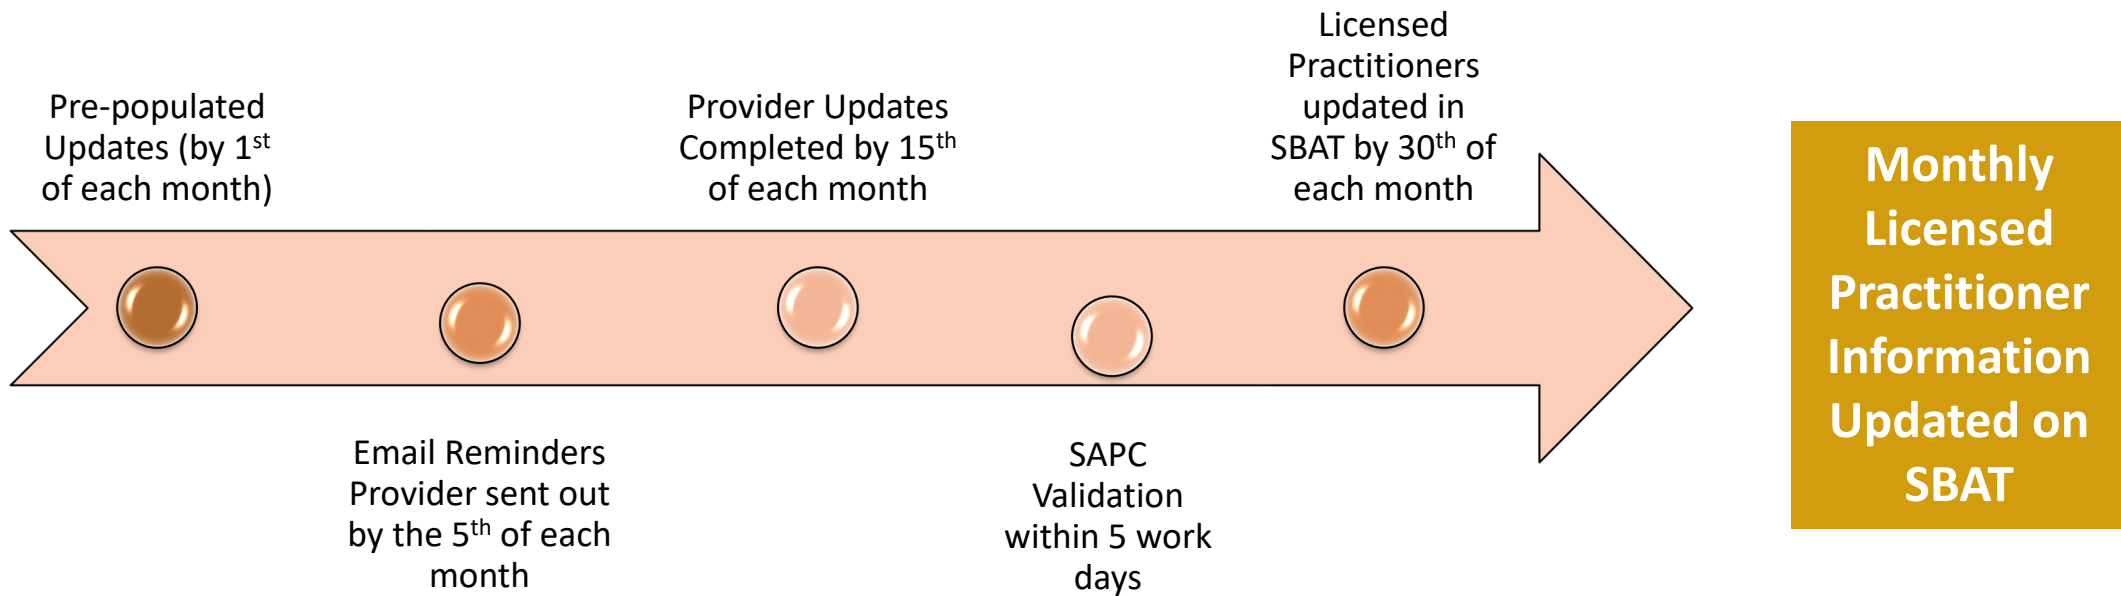 Pre-populated
Updates (by 1st
of each month)
Email Reminders
Provider sent out
by the 5th of each
month
Provider Updates
Completed by 15th
of each month
SAPC
Validation
within 5 work
days
Licensed
Practitioners
updated in
SBAT by 30th of
each month
Monthly
Licensed
Practitioner
Information
Updated on
SBAT